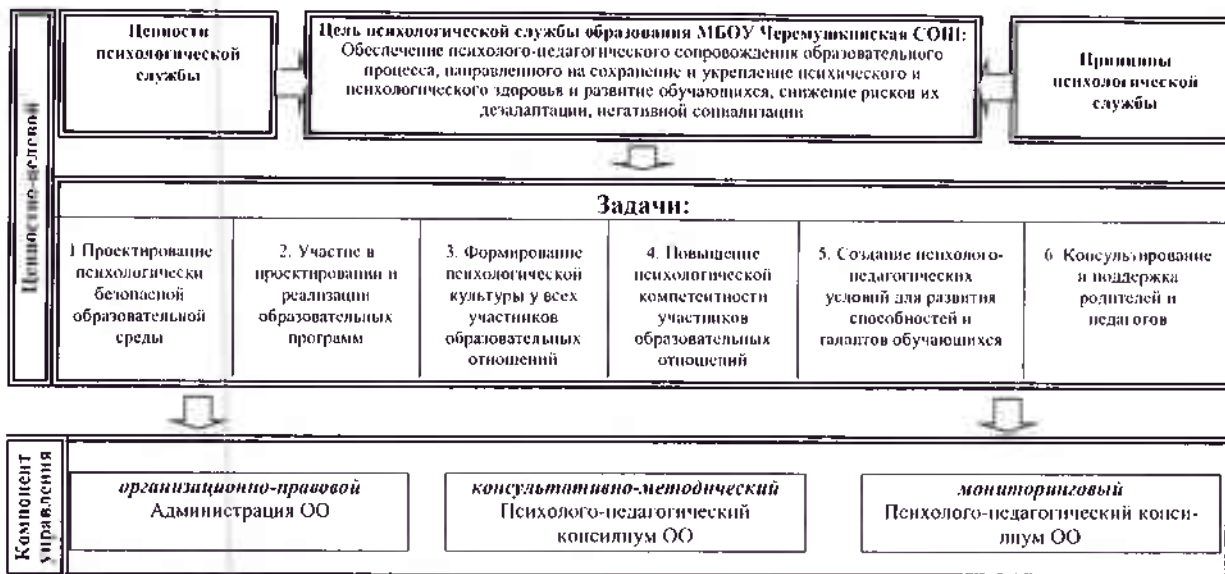 Ценностно-целевой
Ценности
психологической
службы
Цель психологической службы образования МБОУ Черемушкинская СОШ:
Обеспечение психолого-педагогического сопровождения образовательного
процесса, направленного на сохранение и укрепление психического и
психологического здоровья и развитие обучающихся, снижение рисков их
дезадаптации, негативной социализации
Принципы
психологической
службы
Задачи:
1 Проектирование
психологически
безопасной
образовательной
среды
2. Участие в
проектировании и
реализации
образовательных
программ
3. Формирование
психологической
культуры у всех
участников
образовательных
отношений
4. Повышение
психологической
компетентности
участников
образовательных
отношений
5. Создание психолого-
педагогических
условий для развития
способностей и
талантов обучающихся
6 Консультирование
и поддержка
родителей и
педагогов
Компонент
управления
организационно-правовой
Администрация ОО
консультативно-методический
Психолого-педагогический
консилиум ОО
мониторинговый
Психолого-педагогический конси-
лиум ОО